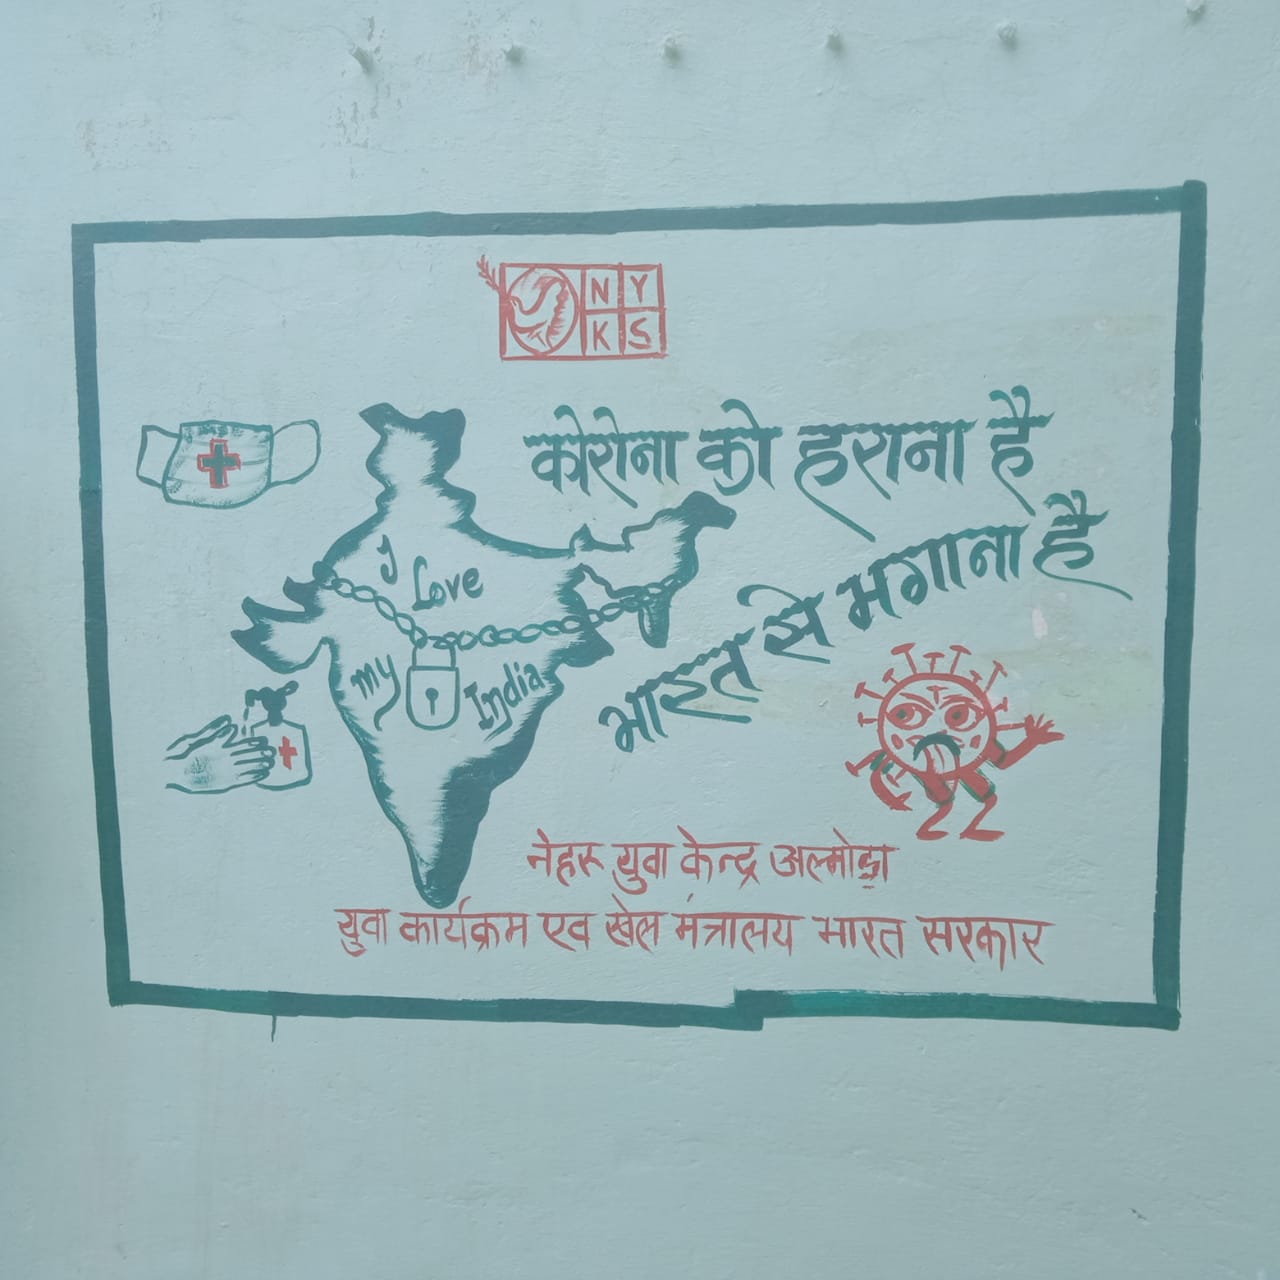 N Y
K S
कोरोना को हराना है
भारत से भगाना है
I Love
my India
नेहरू युवा केन्द्र अल्मोड़ा
युवा कार्यक्रम एव खेल मंत्रालय भारत सरकार